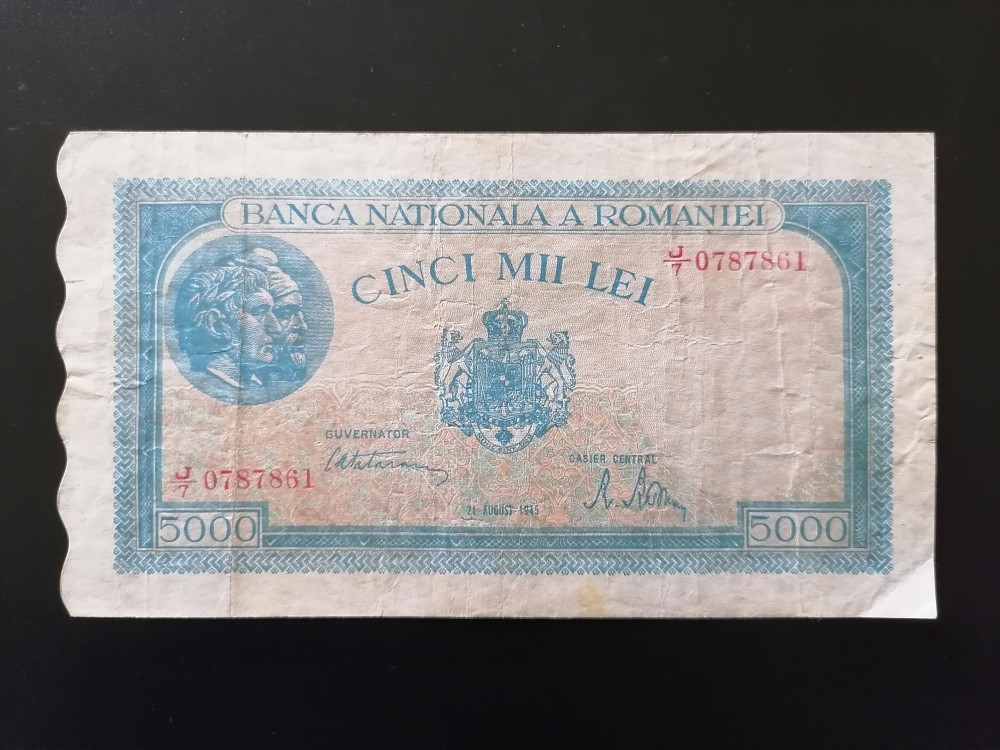 BANCA NATIONALA A ROMANIEI
CINCI MII LEI
J/7 0787861
GUVERNATOR
CASIER CENTRAL
J/7 0787861
21 AUGUST 1945
5000
5000